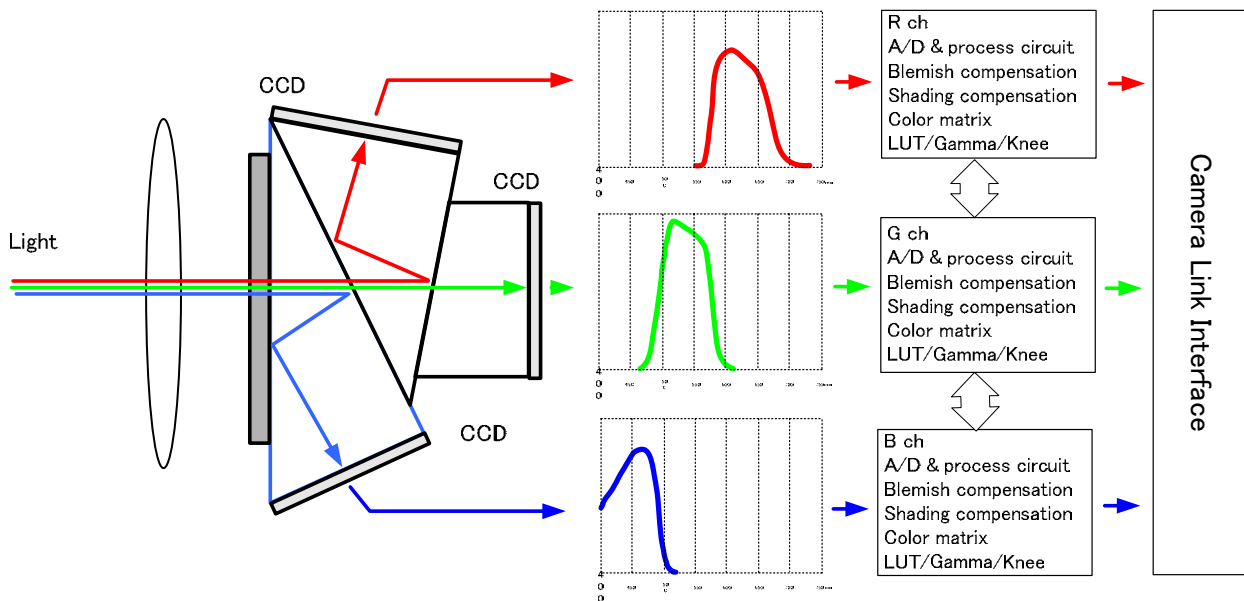 Light
CCD
CCD
CCD
R ch
A/D & process circuit
Blemish compensation
Shading compensation
Color matrix
LUT/Gamma/Knee
G ch
A/D & process circuit
Blemish compensation
Shading compensation
Color matrix
LUT/Gamma/Knee
B ch
A/D & process circuit
Blemish compensation
Shading compensation
Color matrix
LUT/Gamma/Knee
Camera Link Interface